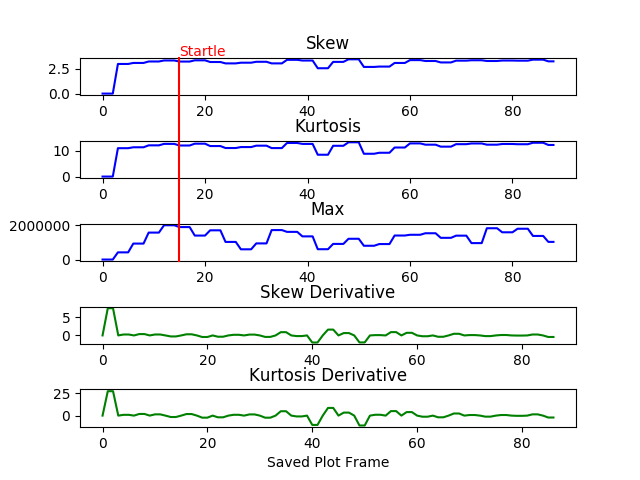 Startle
Skew
2.5
0.0
0 20 40 60 80
Kurtosis
10
0
0 20 40 60 80
Max
2000000
0
0 20 40 60 80
Skew Derivative
5
0
0 20 40 60 80
Kurtosis Derivative
25
0
0 20 40 60 80
Saved Plot Frame